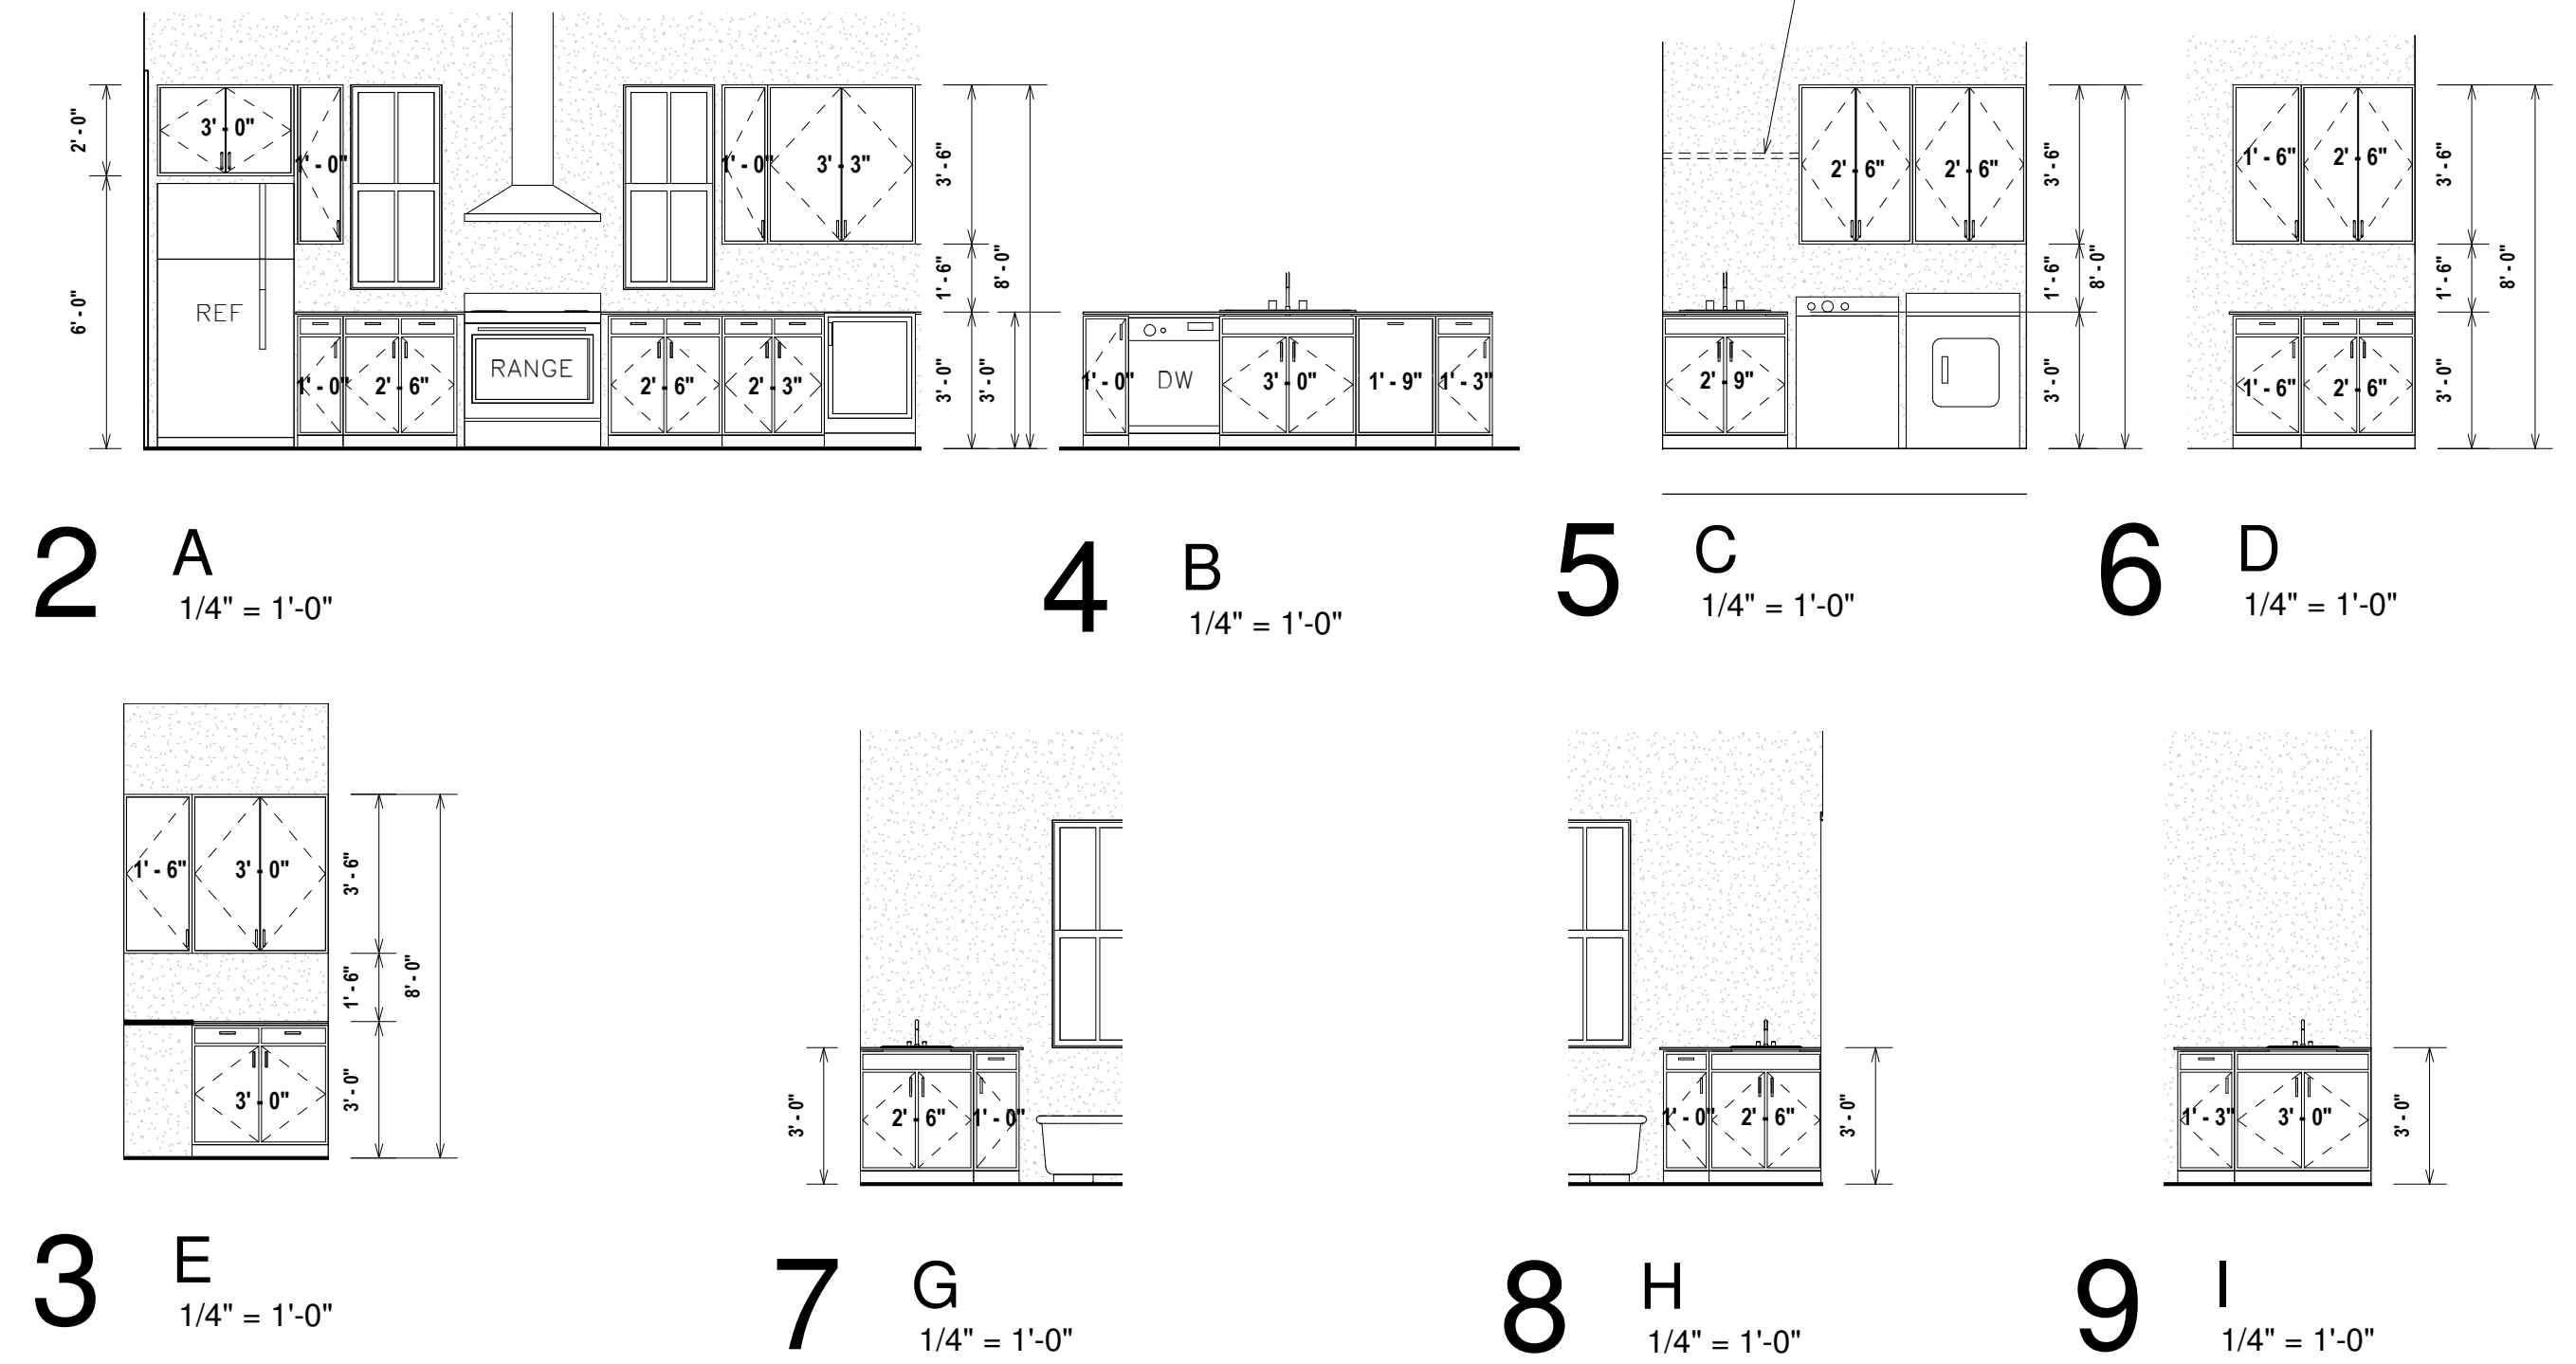 2' - 0"
6' - 0"
3' - 0"
1' - 0"
REF
1' - 0"
2' - 6"
RANGE
2' - 6"
2' - 3"
1' - 0"
3' - 3"
3' - 6"
1' - 6"
8' - 0"
3' - 0"
3' - 0"
2
A
1/4" = 1'-0"
1' - 0"
DW
3' - 0"
1' - 9"
1' - 3"
4
B
1/4" = 1'-0"
2' - 6"
2' - 6"
2' - 9"
3' - 6"
1' - 6"
8' - 0"
3' - 0"
5
C
1/4" = 1'-0"
1' - 6"
2' - 6"
1' - 6"
2' - 6"
3' - 6"
1' - 6"
8' - 0"
3' - 0"
6
D
1/4" = 1'-0"
1' - 6"
3' - 0"
3' - 0"
3' - 6"
1' - 6"
8' - 0"
3' - 0"
3
E
1/4" = 1'-0"
3' - 0"
2' - 6"
1' - 0"
7
G
1/4" = 1'-0"
1' - 0"
2' - 6"
3' - 0"
8
H
1/4" = 1'-0"
1' - 3"
3' - 0"
3' - 0"
9
I
1/4" = 1'-0"